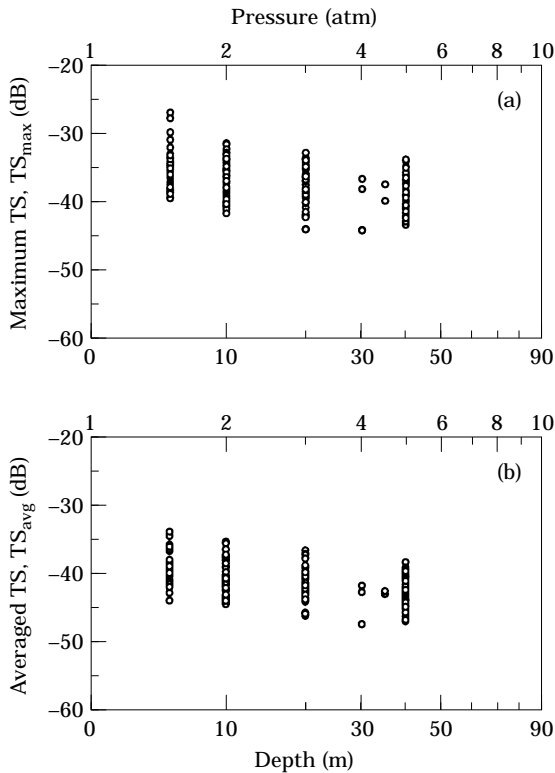 Pressure (atm)
1 2 4 6 8 10
–20
(a)
–30
–40
–50
–60
Maximum TS, TSmax (dB)
0 10 30 50 90
1 2 4 6 8 10
–20
(b)
–30
–40
–50
–60
Averaged TS, TSavg (dB)
0 10 30 50 90
Depth (m)